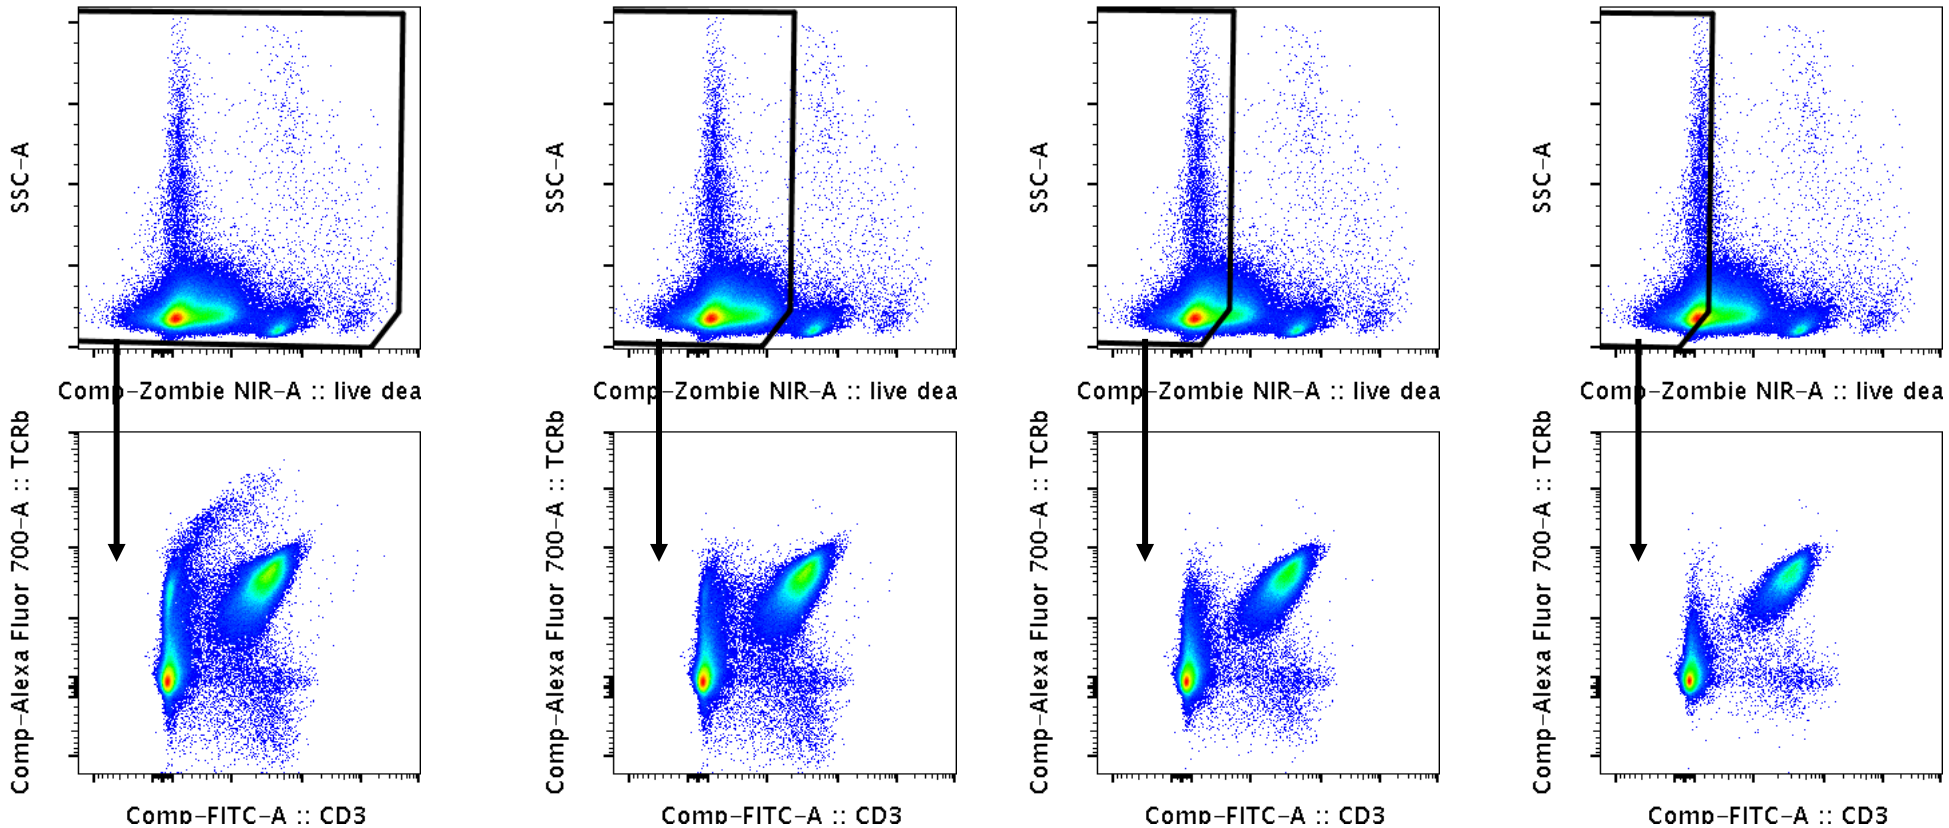 SSC-A
Comp-Zombie NIR-A :: live dea
SSC-A
Comp-Zombie NIR-A :: live dea
SSC-A
Comp-Zombie NIR-A :: live dea
SSC-A
Comp-Zombie NIR-A :: live dea
Comp-Alexa Fluor 700-A :: TCRb
Comp-FITC-A :: CD3
Comp-Alexa Fluor 700-A :: TCRb
Comp-FITC-A :: CD3
Comp-Alexa Fluor 700-A :: TCRb
Comp-FITC-A :: CD3
Comp-Alexa Fluor 700-A :: TCRb
Comp-FITC-A :: CD3